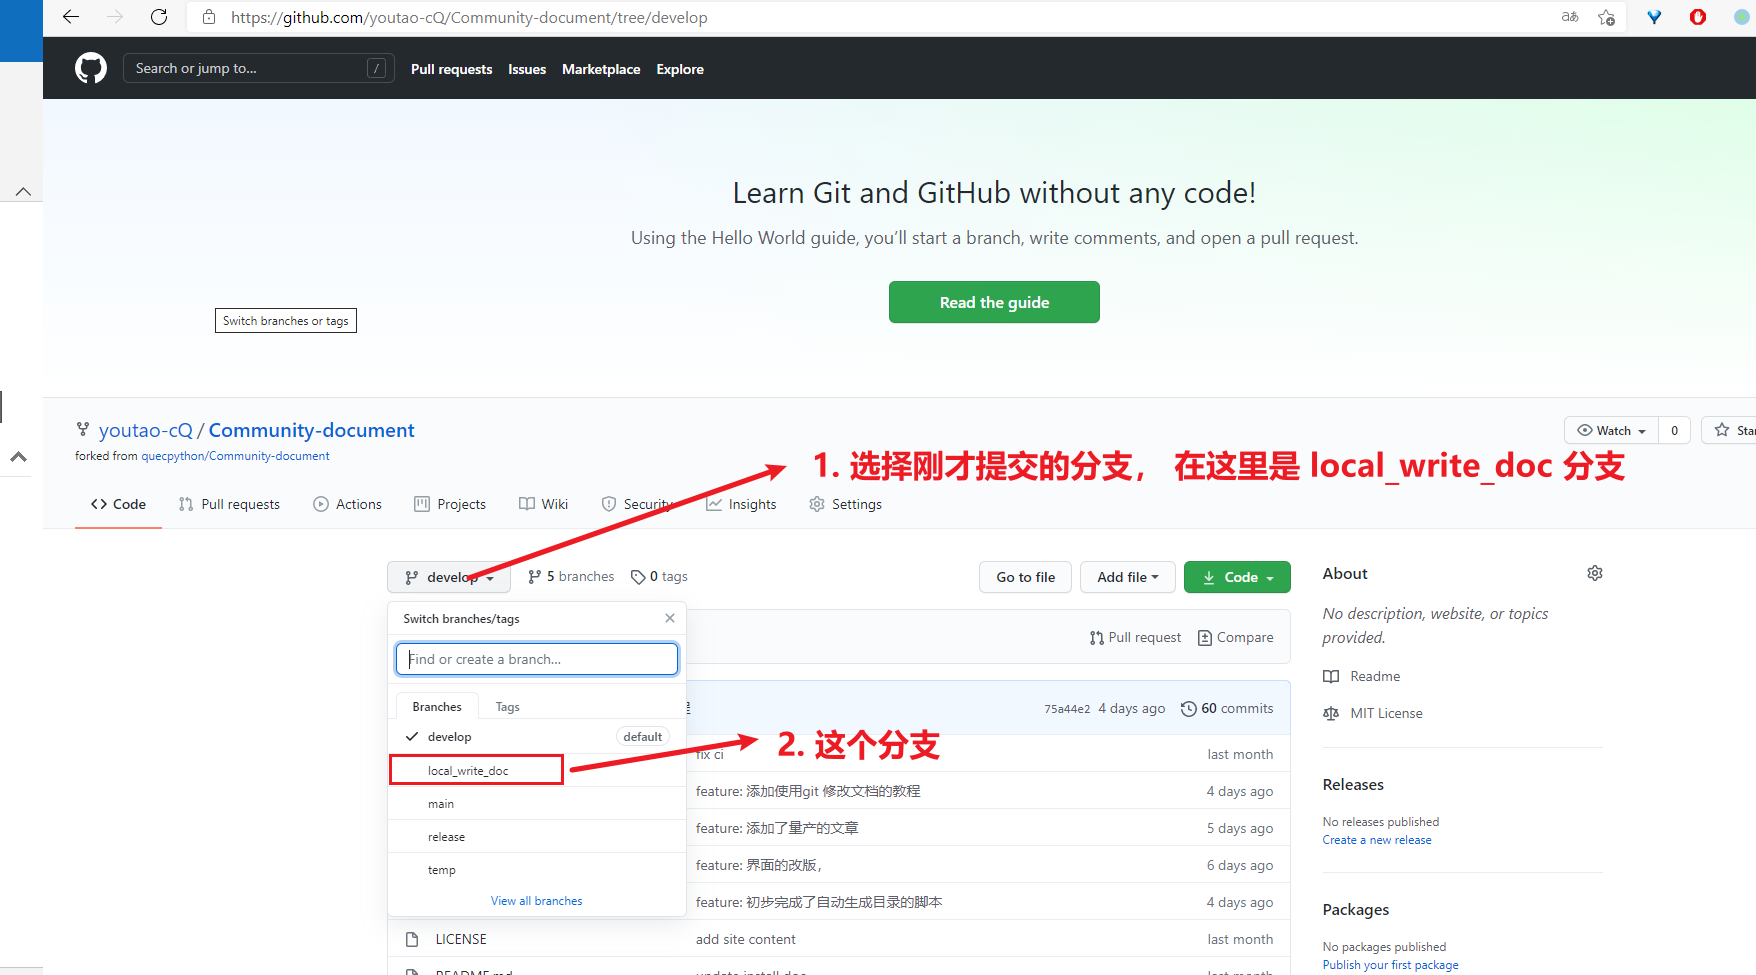 https://github.com/youtao-cQ/Community-document/tree/develop
Search or jump to...
/
Pull requests
Issues
Marketplace
Explore
Learn Git and GitHub without any code!
Using the Hello World guide, you’ll start a branch, write comments, and open a pull request.
Read the guide
Switch branches or tags
youtao-cQ / Community-document
forked from quecpython/Community-document
Watch
0
1. 选择刚才提交的分支， 在这里是 local_write_doc 分支
Code
Pull requests
Actions
Projects
Wiki
Security
Insights
Settings
develop
5 branches
0 tags
Go to file
Add file
Code
About
No description, website, or topics
provided.
Readme
MIT License
Switch branches/tags
Find or create a branch...
Pull request
Compare
Branches
Tags
75a44e2 4 days ago
60 commits
develop
default
2. 这个分支
local_write_doc
main
release
temp
View all branches
fix ci
last month
feature: 添加使用git 修改文档的教程
4 days ago
feature: 添加了量产的文章
5 days ago
feature: 界面的改版，
6 days ago
feature: 初步完成了自动生成目录的脚本
4 days ago
LICENSE
add site content
last month
Releases
No releases published
Create a new release
Packages
No packages published
Publish your first package